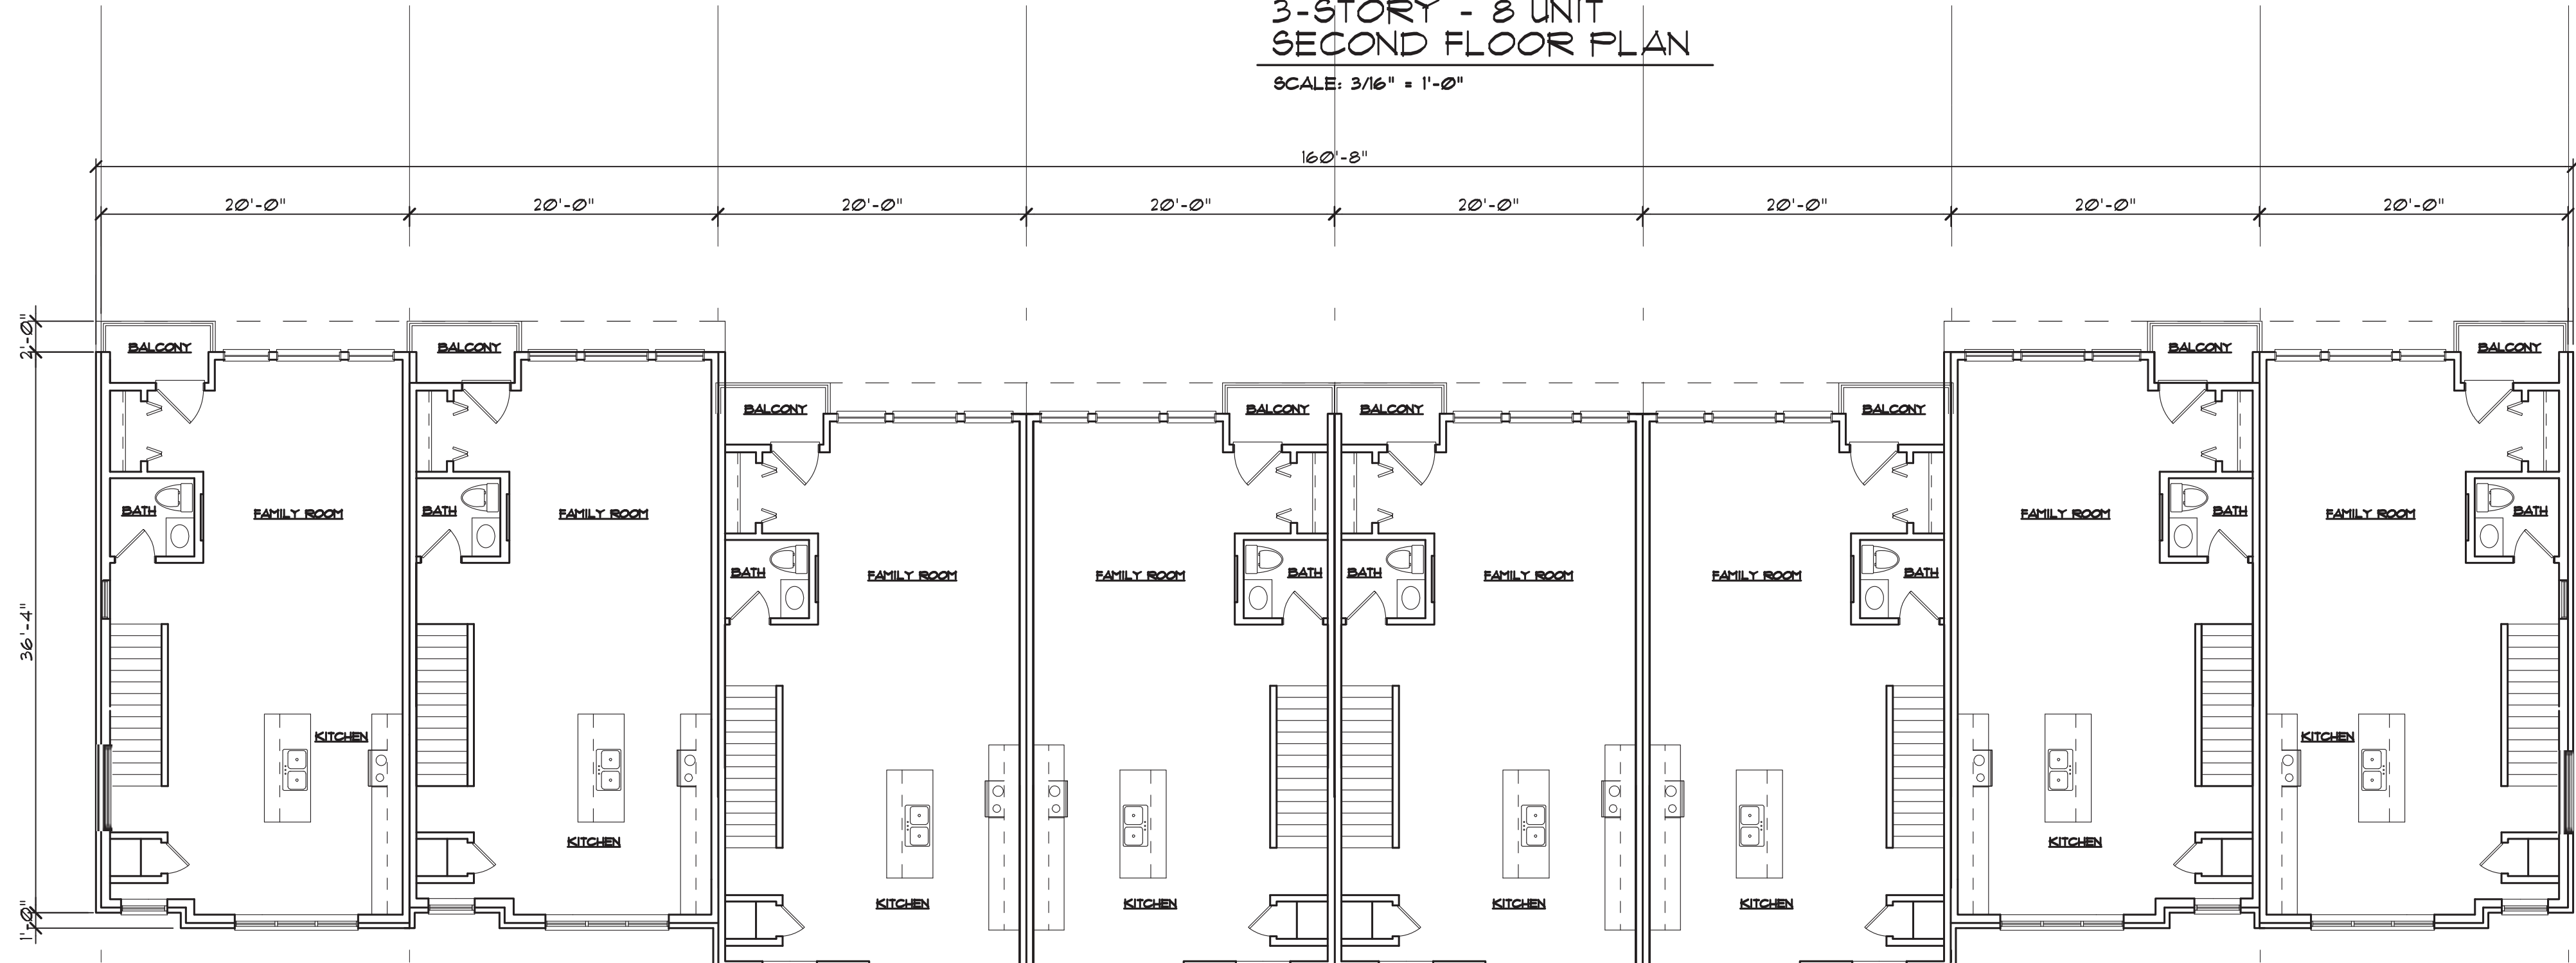 3-STORY - 8 UNIT
SECOND FLOOR PLAN
SCALE: 3/16" = 1'-0"
160'-8"
20'-0" 20'-0" 20'-0" 20'-0" 20'-0" 20'-0" 20'-0" 20'-0"
2'-0"
BALCONY BALCONY BALCONY BALCONY
BALCONY BALCONY BALCONY BALCONY
BATH FAMILY ROOM BATH FAMILY ROOM FAMILY ROOM BATH FAMILY ROOM BATH
BATH FAMILY ROOM FAMILY ROOM BATH BATH FAMILY ROOM FAMILY ROOM BATH
36'-4"
KITCHEN KITCHEN
KITCHEN KITCHEN
KITCHEN KITCHEN KITCHEN KITCHEN
1'-0"